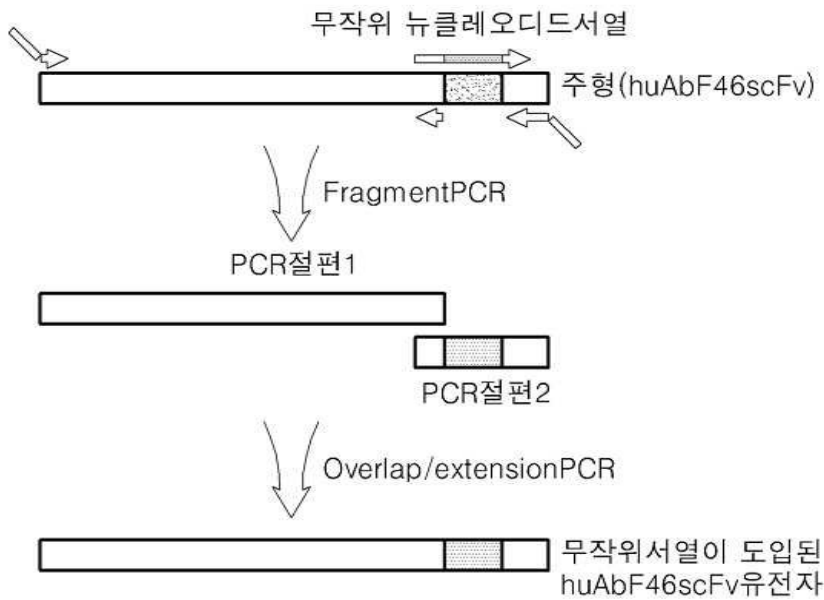 무작위 뉴클레오디드서열
주형(huAbF46scFv)
FragmentPCR
PCR절편1
PCR절편2
Overlap/extensionPCR
무작위서열이 도입된
huAbF46scFv유전자